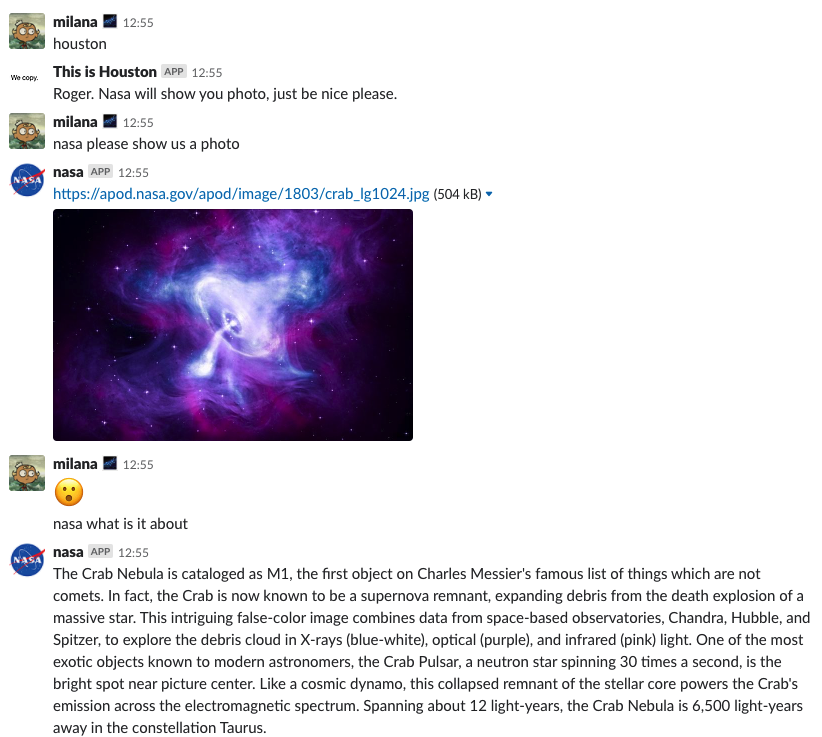 milana 12:55
houston
We copy.
This is Houston APP 12:55
Roger. Nasa will show you photo, just be nice please.
milana 12:55
nasa please show us a photo
NASA
nasa APP 12:55
https://apod.nasa.gov/apod/image/1803/crab_lg1024.jpg (504 kB)
milana 12:55
nasa what is it about
NASA
nasa APP 12:55
The Crab Nebula is cataloged as M1, the first object on Charles Messier's famous list of things which are not
comets. In fact, the Crab is now known to be a supernova remnant, expanding debris from the death explosion of a
massive star. This intriguing false-color image combines data from space-based observatories, Chandra, Hubble, and
Spitzer, to explore the debris cloud in X-rays (blue-white), optical (purple), and infrared (pink) light. One of the most
exotic objects known to modern astronomers, the Crab Pulsar, a neutron star spinning 30 times a second, is the
bright spot near picture center. Like a cosmic dynamo, this collapsed remnant of the stellar core powers the Crab's
emission across the electromagnetic spectrum. Spanning about 12 light-years, the Crab Nebula is 6,500 light-years
away in the constellation Taurus.